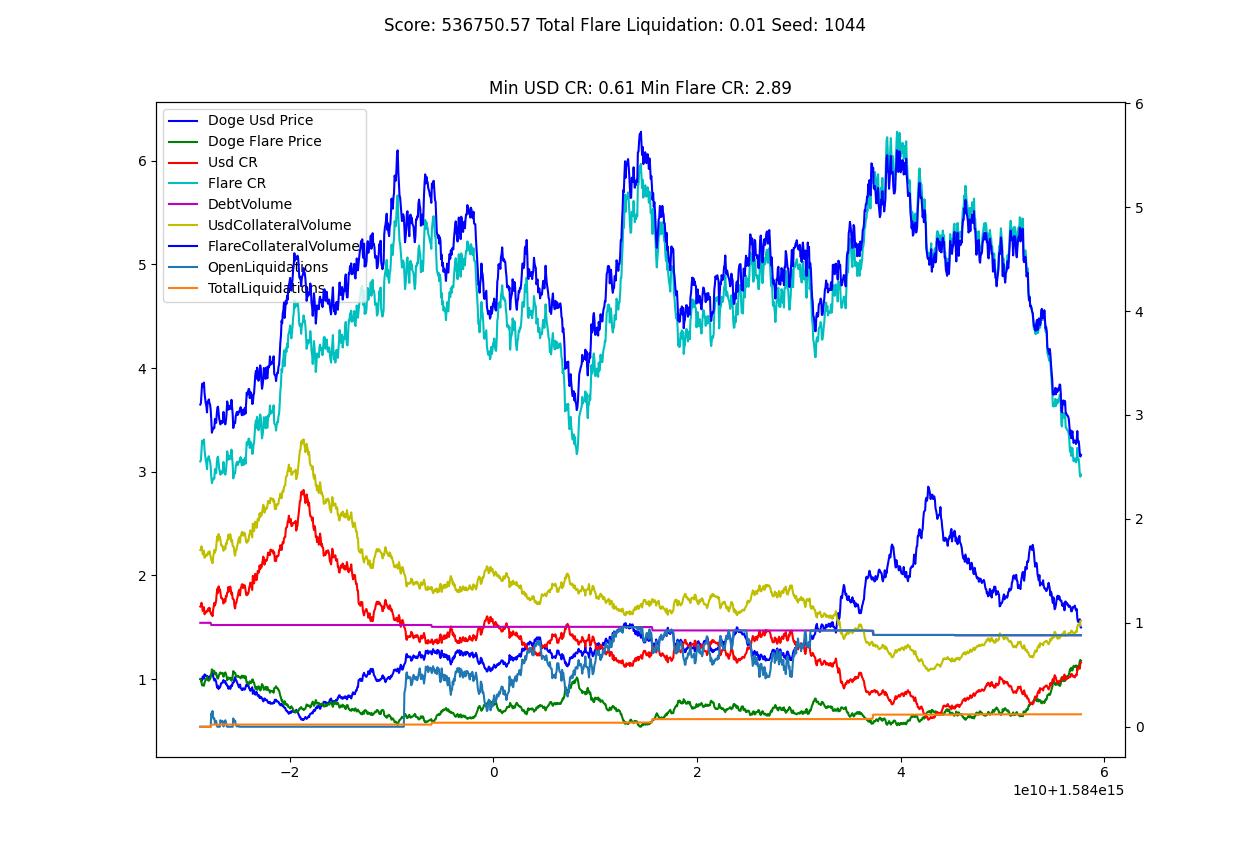 Score: 536750.57 Total Flare Liquidation: 0.01 Seed: 1044
Min USD CR: 0.61 Min Flare CR: 2.89
Doge Usd Price
Doge Flare Price
Usd CR
Flare CR
DebtVolume
UsdCollateralVolume
FlareCollateralVolume
OpenLiquidations
TotalLiquidations
6
5
4
3
2
1
6
5
4
3
2
1
0
−2
0
2
4
6
1e10+1.584e15